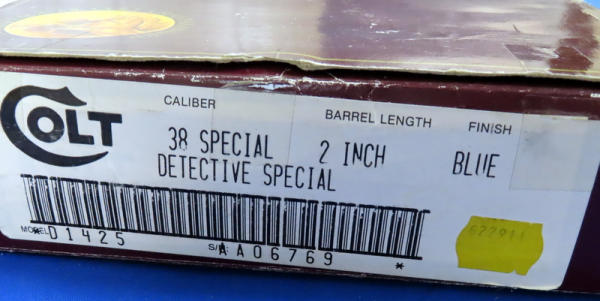 COLT
CALIBER BARREL LENGTH FINISH
38 SPECIAL 2 INCH BLUE
DETECTIVE SPECIAL
MODEL *D1425 S/N AA06769 *